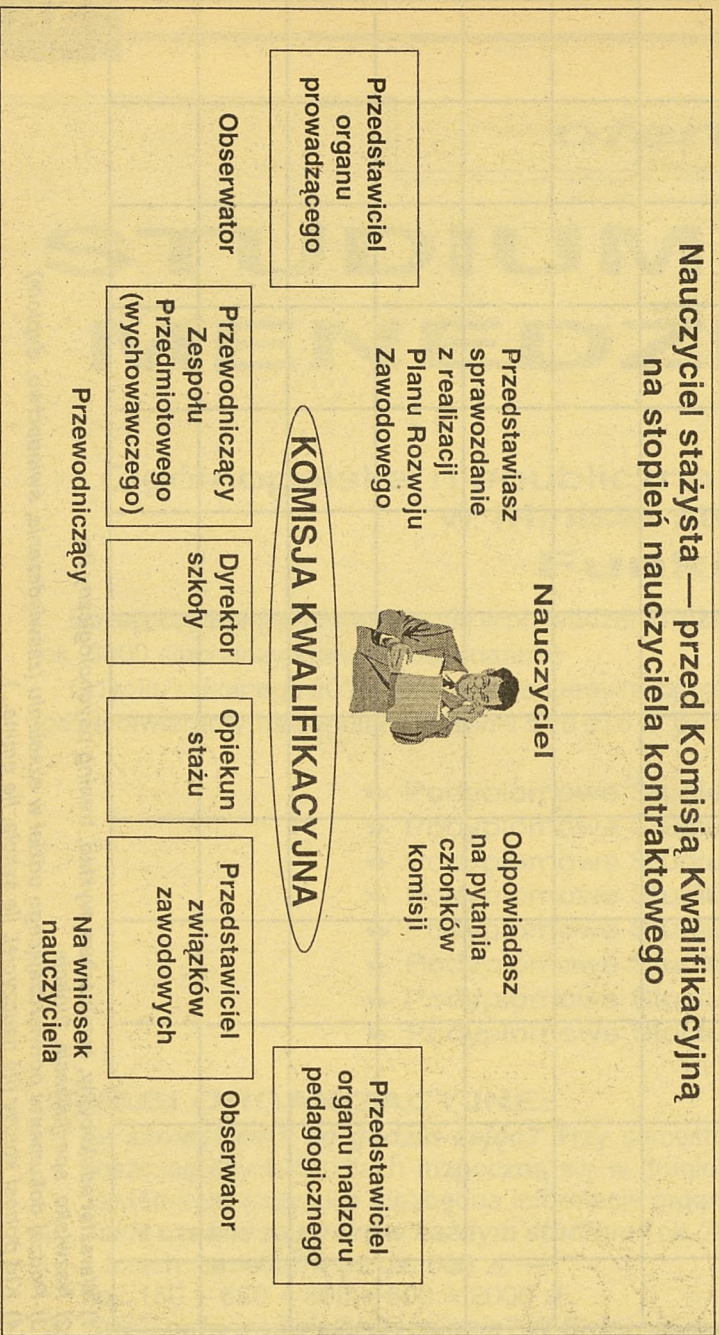 Nauczyciel stażysta — przed Komisją Kwalifikacyjną
na stopień nauczyciela kontraktowego
Nauczyciel
Przedstawiasz
sprawozdanie
z realizacji
Planu Rozwoju
Zawodowego
Odpowiadasz
na pytania
członków
komisji
Przedstawiciel
organu
prowadzącego
Obserwator
KOMISJA KWALIFIKACYJNA
Przedstawiciel
organu nadzoru
pedagogicznego
Obserwator
Przewodniczący
Zespołu
Przedmiotowego
(wychowawczego)
Dyrektor
szkoły
Opiekun
stażu
Przedstawiciel
związków
zawodowych
Przewodniczący
Na wniosek
nauczyciela